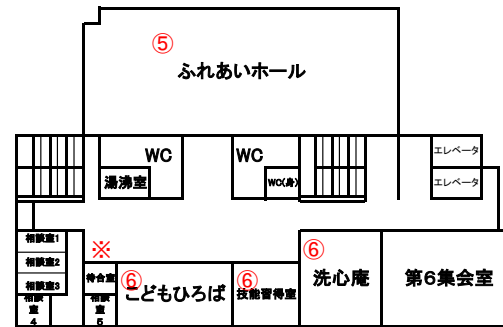 ⑤
ふれあいホール
WC
WC
エレベータ
湯沸室
WC(身)
エレベータ
相談室1
※
相談室2
⑥
相談室3
待合室
⑥
こどもひろば
⑥
技能習得室
洗心庵
第6集会室
相談室4
相談室5